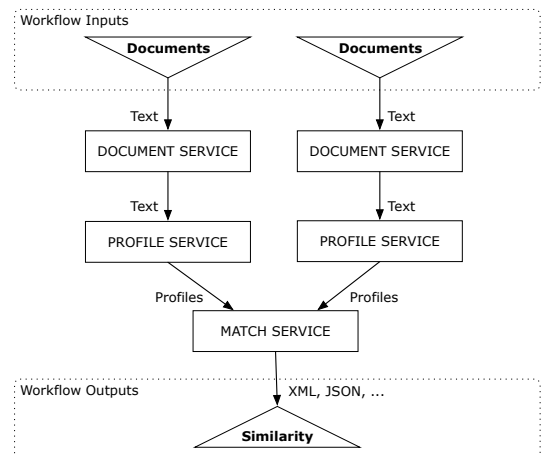 Workflow Inputs
Documents Documents
Text Text
DOCUMENT SERVICE DOCUMENT SERVICE
Text Text
PROFILE SERVICE PROFILE SERVICE
Profiles Profiles
MATCH SERVICE
Workflow Outputs XML, JSON, ...
Similarity